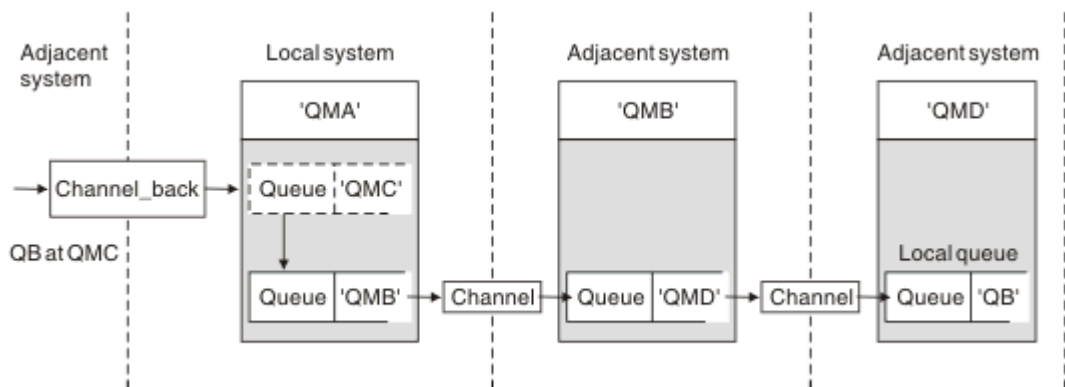 Adjacent
system
Local system
Adjacent system
Adjacent system
'QMA'
'QMB'
'QMD'
Channel_back
Queue 'QMC'
QB at QMC
Local queue
Queue 'QMB'
Channel
Queue 'QMD'
Channel
Queue 'QB'